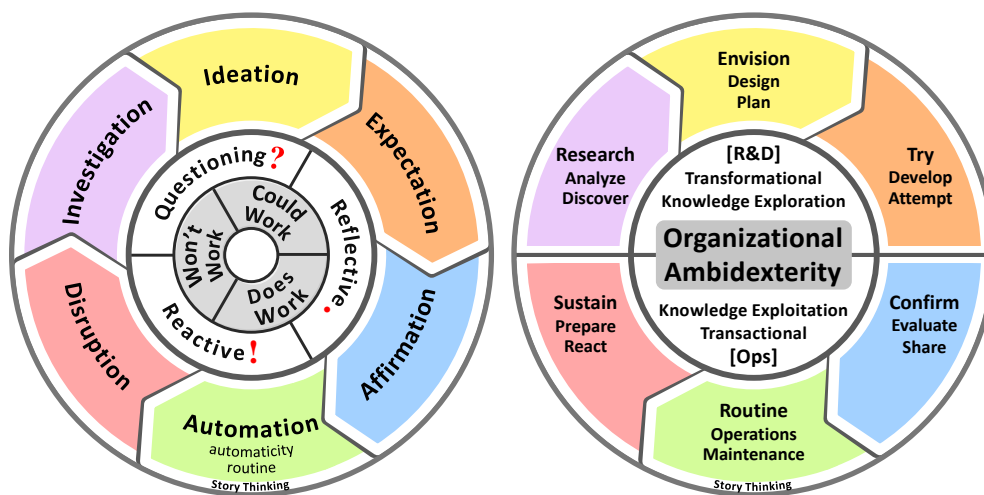 Ideation
Expectation
Affirmation
Automation
automaticity
routine
Disruption
Investigation
Questioning?
Reflective.
Reactive!
Could
Work
Does
Work
Won't
Work
Story Thinking
Envision
Design
Plan
Try
Develop
Attempt
Confirm
Evaluate
Share
Routine
Operations
Maintenance
Sustain
Prepare
React
Research
Analyze
Discover
[R&D]
Transformational
Knowledge Exploration
Organizational
Ambidexterity
Knowledge Exploitation
Transactional
[Ops]
Story Thinking